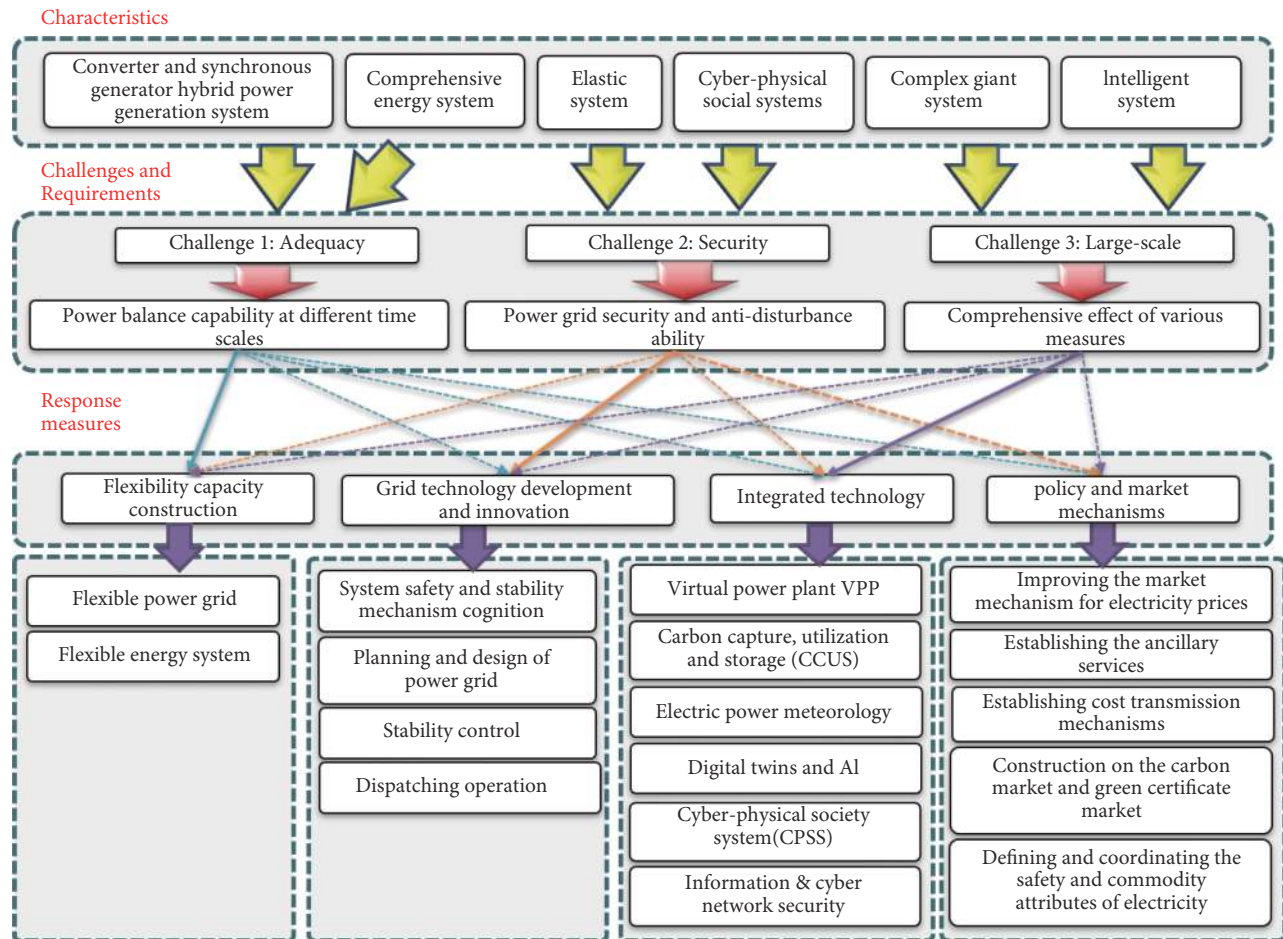 Characteristics
Converter and synchronous
generator hybrid power
generation system
Comprehensive
energy system
Elastic
system
Cyber-physical
social systems
Complex giant
system
Intelligent
system
Challenges and
Requirements
Challenge 1: Adequacy
Challenge 2: Security
Challenge 3: Large-scale
Power balance capability at different time
scales
Power grid security and anti-disturbance
ability
Comprehensive effect of various
measures
Response
measures
Flexibility capacity
construction
Grid technology development
and innovation
Integrated technology
policy and market
mechanisms
Flexible power grid
Flexible energy system
System safety and stability
mechanism cognition
Planning and design of
power grid
Stability control
Dispatching operation
Virtual power plant VPP
Carbon capture, utilization
and storage (CCUS)
Electric power meteorology
Digital twins and Al
Cyber-physical society
system(CPSS)
Information & cyber
network security
Improving the market
mechanism for electricity prices
Establishing the ancillary
services
Establishing cost transmission
mechanisms
Construction on the carbon
market and green certificate
market
Defining and coordinating the
safety and commodity
attributes of electricity